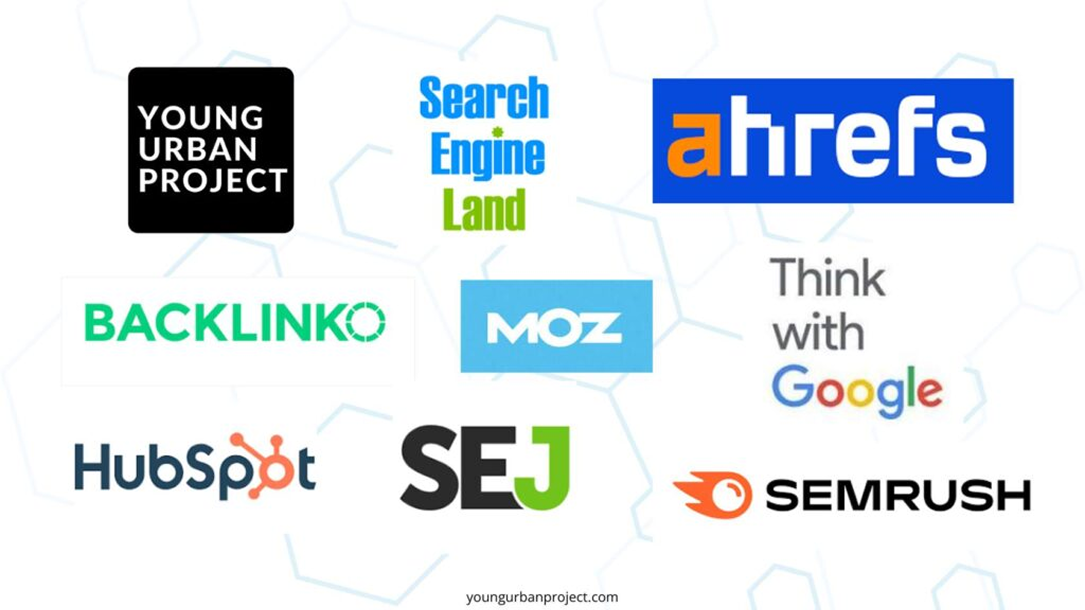 YOUNG
URBAN
PROJECT
Search
Engine
Land
ahrefs
BACKLINKO
MOZ
Think
with
Google
HubSpot
SEJ
SEMRUSH
youngurbanproject.com